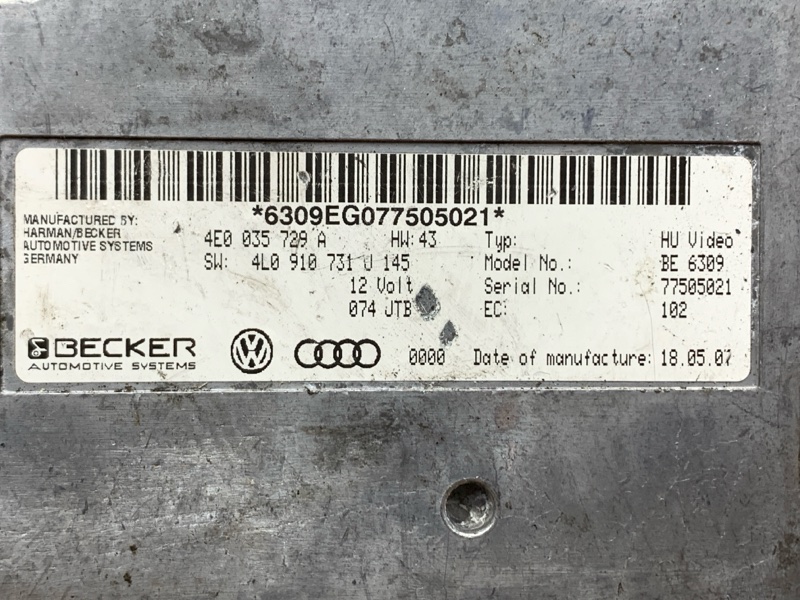 *6309EG077505021*
MANUFACTURED BY:
HARMAN/BECKER
AUTOMOTIVE SYSTEMS
GERMANY
4E0 035 729 A HW: 43 Typ: HU Video
SW: 4L0 910 731 U 145 Model No.: BE 6309
12 Volt Serial No.: 77505021
074 JTB EC: 102
BECKER
AUTOMOTIVE SYSTEMS
VW
0000 Date of manufacture: 18.05.07